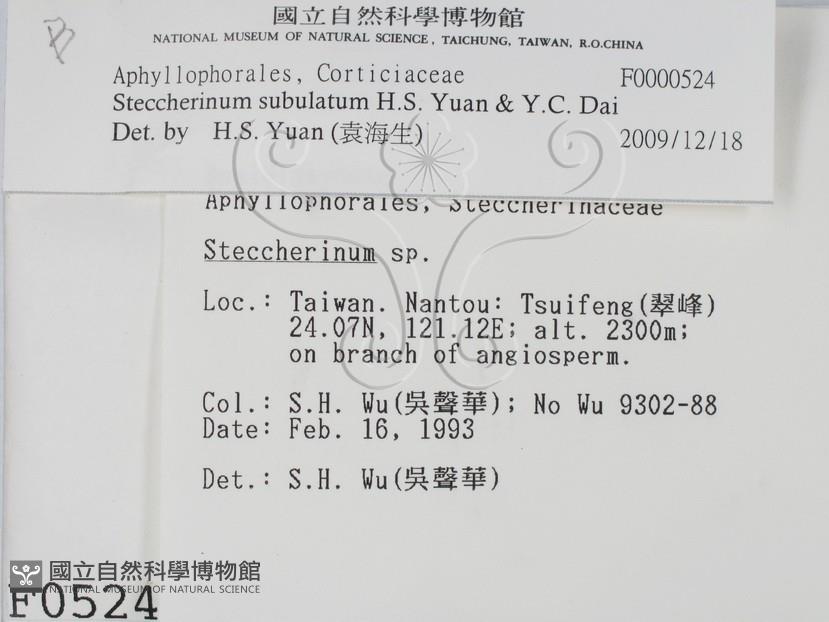 國立自然科學博物館
NATIONAL MUSEUM OF NATURAL SCIENCE, TAICHUNG, TAIWAN, R.O.CHINA
Aphyllophorales, Corticiaceae F0000524
Steccherinum subulatum H.S. Yuan & Y.C. Dai
Det. by H.S. Yuan (袁海生) 2009/12/18
Aphyllophorales, Steccherinaceae
Steccherinum sp.
Loc.: Taiwan. Nantou: Tsuifeng(翠峰)
24.07N, 121.12E; alt. 2300m;
on branch of angiosperm.
Col.: S.H. Wu(吳聲華); No Wu 9302-88
Date: Feb. 16, 1993
Det.: S.H. Wu(吳聲華)
國立自然科學博物館
NATIONAL MUSEUM OF NATURAL SCIENCE
F0524